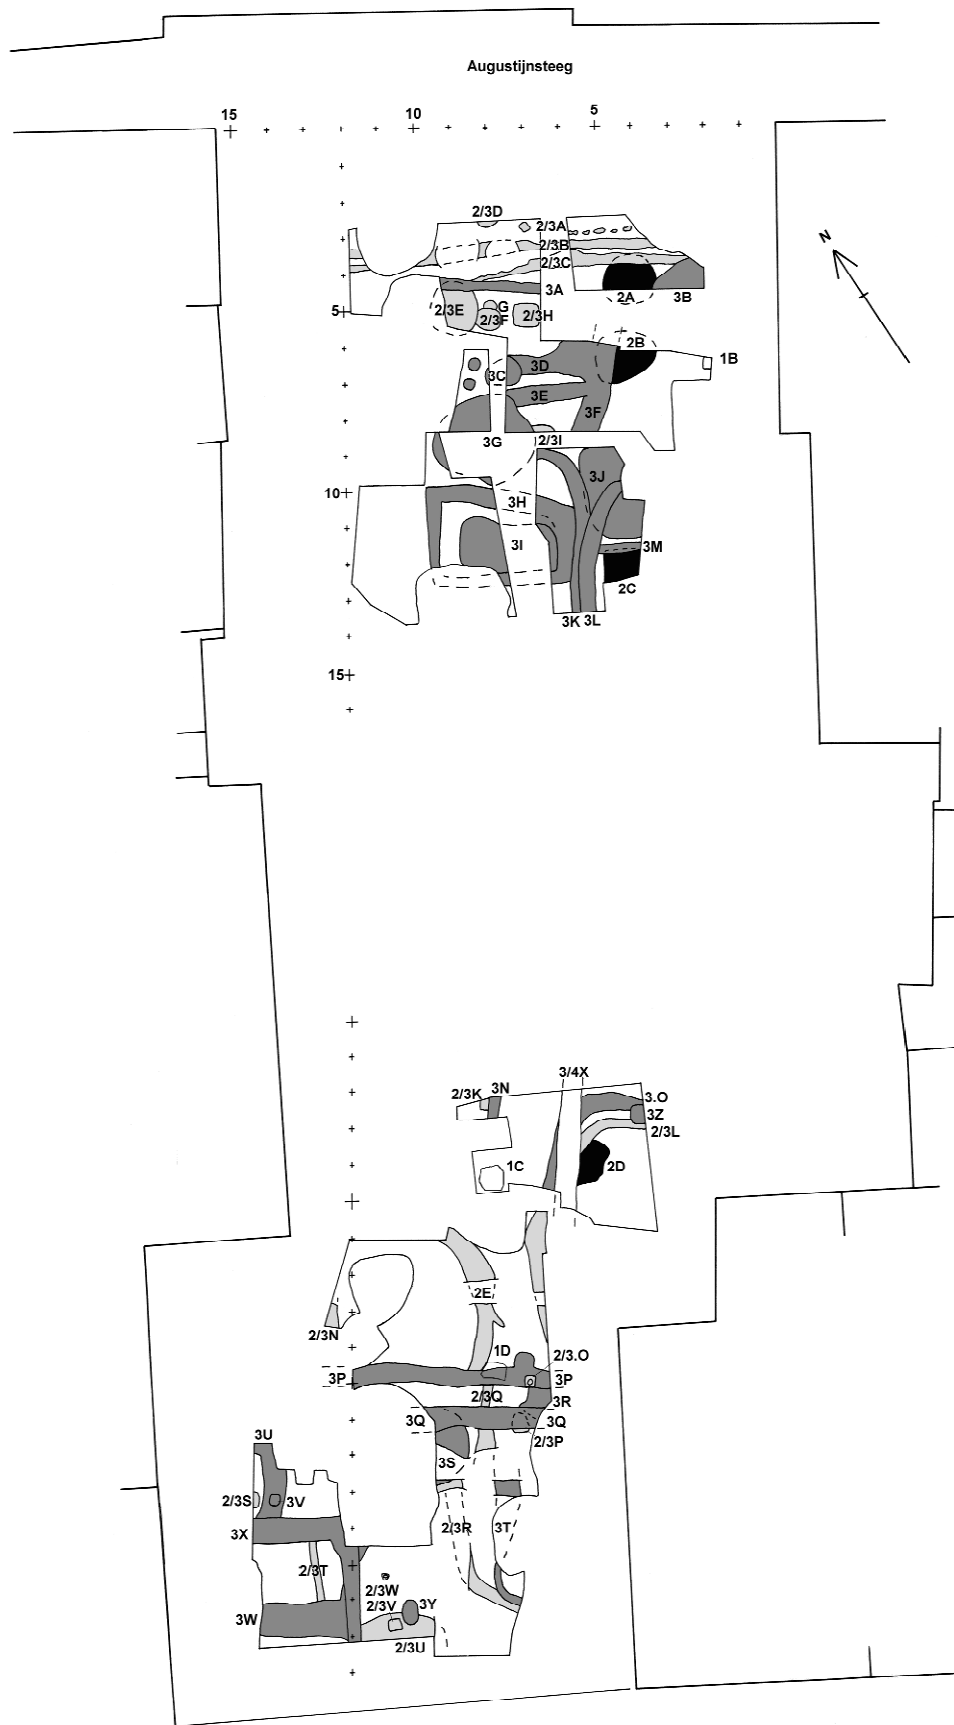 Augustijnsteeg
15
10
5
N
2/3D
2/3A
2/3B
2/3C
3A
2A
3B
5
2/3E
G
2/3F
2/3H
2B
1B
3C
3D
3E
3F
3G
2/3I
3J
10
3H
3I
3M
2C
3K
3L
15
3/4X
2/3K
3N
3.O
3Z
2/3L
1C
2D
2E
2/3N
1D
2/3.O
3P
3P
2/3Q
3R
3Q
3Q
2/3P
3U
3S
2/3S
3V
3X
2/3R
3T
2/3T
2/3W
2/3V
3Y
3W
2/3U